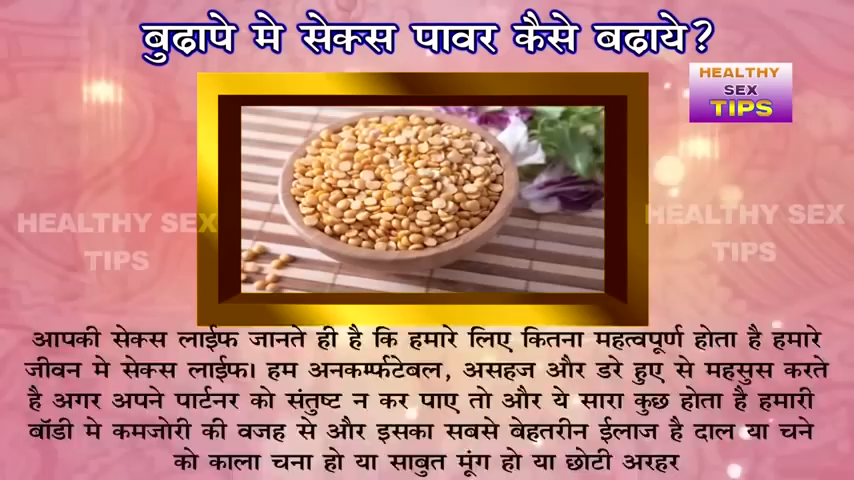 बुढापे मे सेक्स पावर कैसे बढाये?
HEALTHY
SEX
TIPS
HEALTHY SEX
TIPS
HEALTHY SEX
TIPS
आपकी सेक्स लाईफ जानते ही है कि हमारे लिए कितना महत्वपूर्ण होता है हमारे
जीवन मे सेक्स लाईफ। हम अनकर्म्फटेबल, असहज और डरे हुए से महसुस करते
है अगर अपने पार्टनर को संतुष्ट न कर पाए तो और ये सारा कुछ होता है हमारी
बॉडी मे कमजोरी की वजह से और इसका सबसे बेहतरीन ईलाज है दाल या चने
को काला चना हो या साबुत मूंग हो या छोटी अरहर